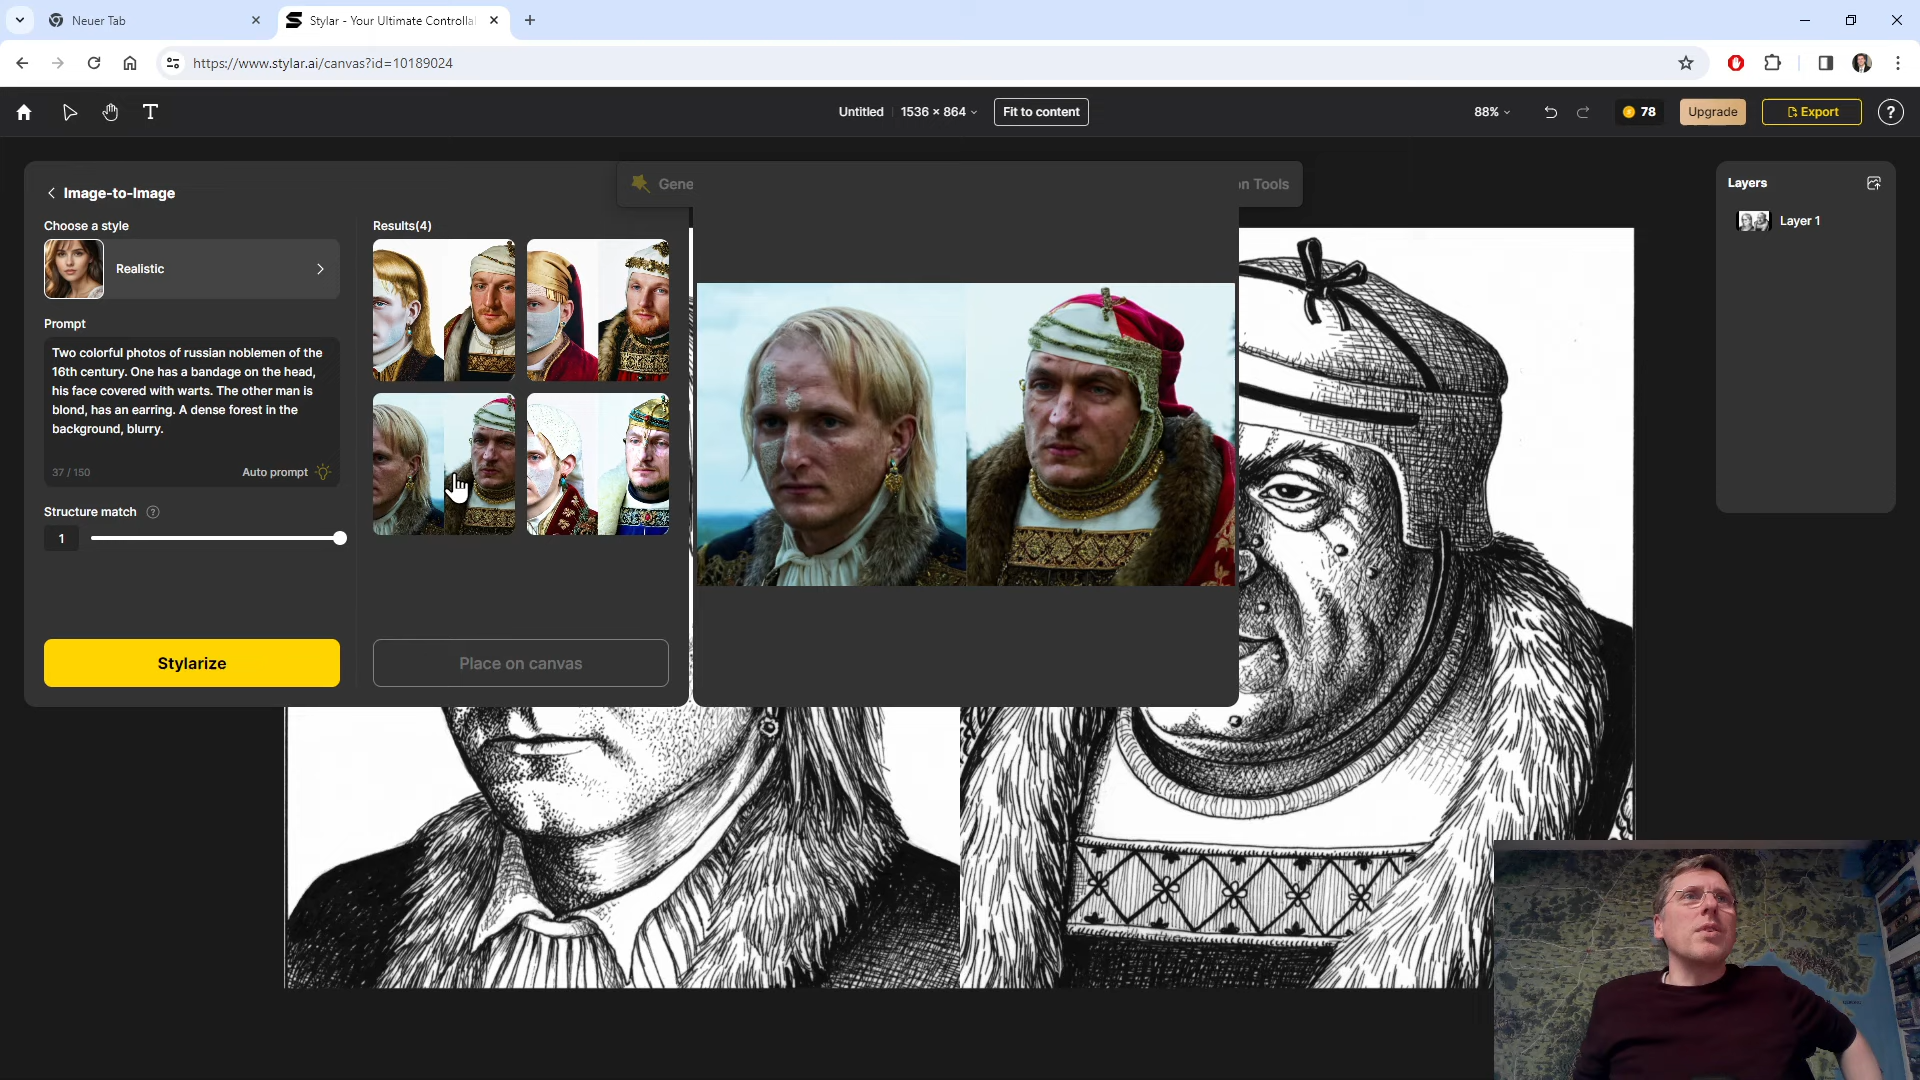 Neuer Tab
Stylar - Your Ultimate Controlla
https://www.stylar.ai/canvas?id=10189024
T
Untitled
1536 × 864
Fit to content
88%
78
Upgrade
Export
?
Image-to-Image
Choose a style
Realistic
Prompt
Two colorful photos of russian noblemen of the
16th century. One has a bandage on the head,
his face covered with warts. The other man is
blond, has an earring. A dense forest in the
background, blurry.
37 / 150
Auto prompt
Structure match
?
1
Stylarize
Results(4)
Place on canvas
Gene
on Tools
Layers
Layer 1